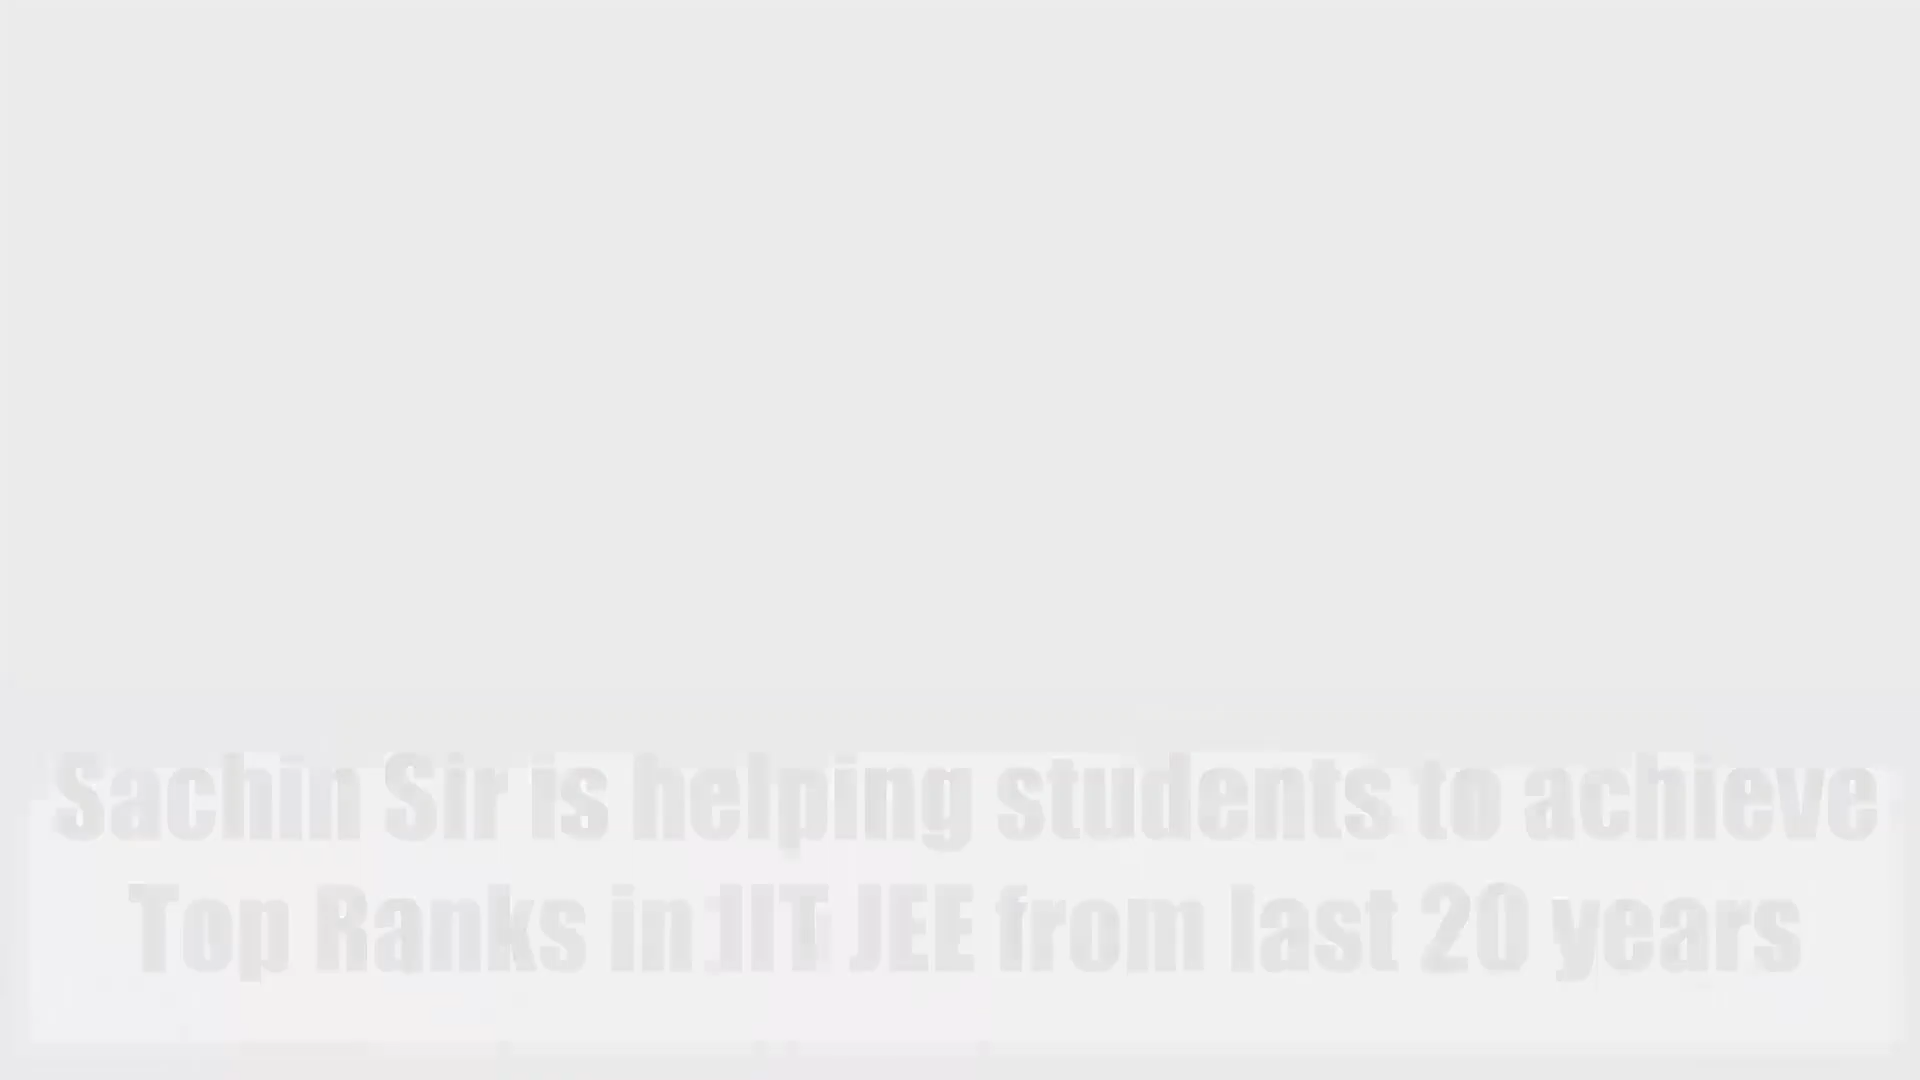 Sachin Sir is helping students to achieve
Top Ranks in IIT JEE from last 20 years